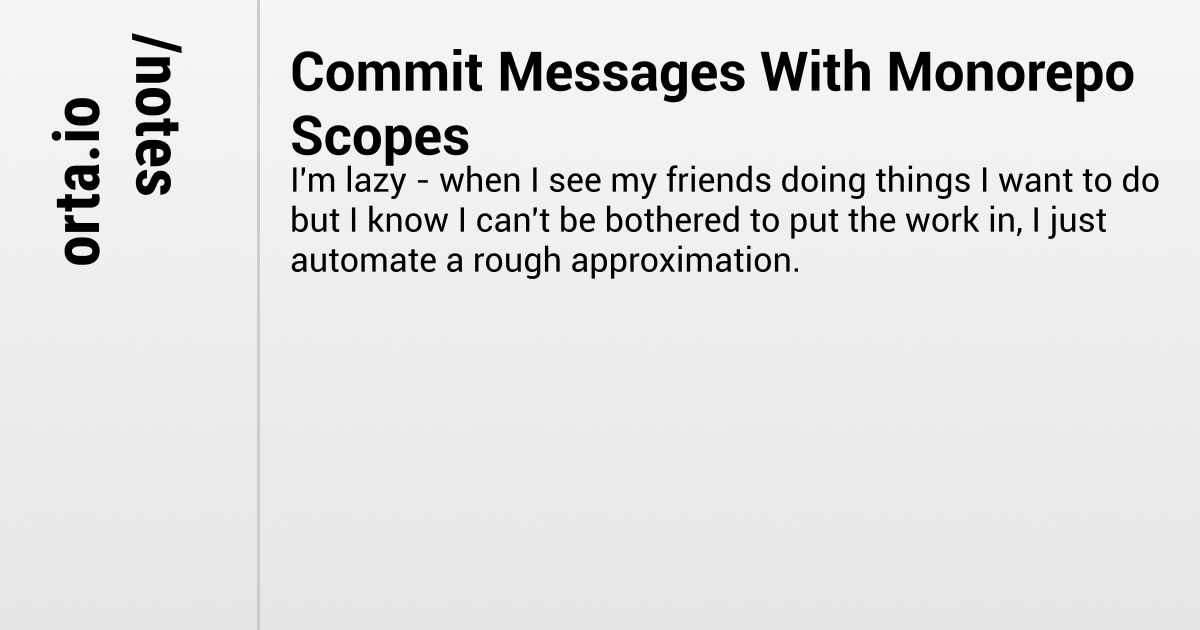 orta.io
/notes
Commit Messages With Monorepo
Scopes
I'm lazy - when I see my friends doing things I want to do
but I know I can't be bothered to put the work in, I just
automate a rough approximation.